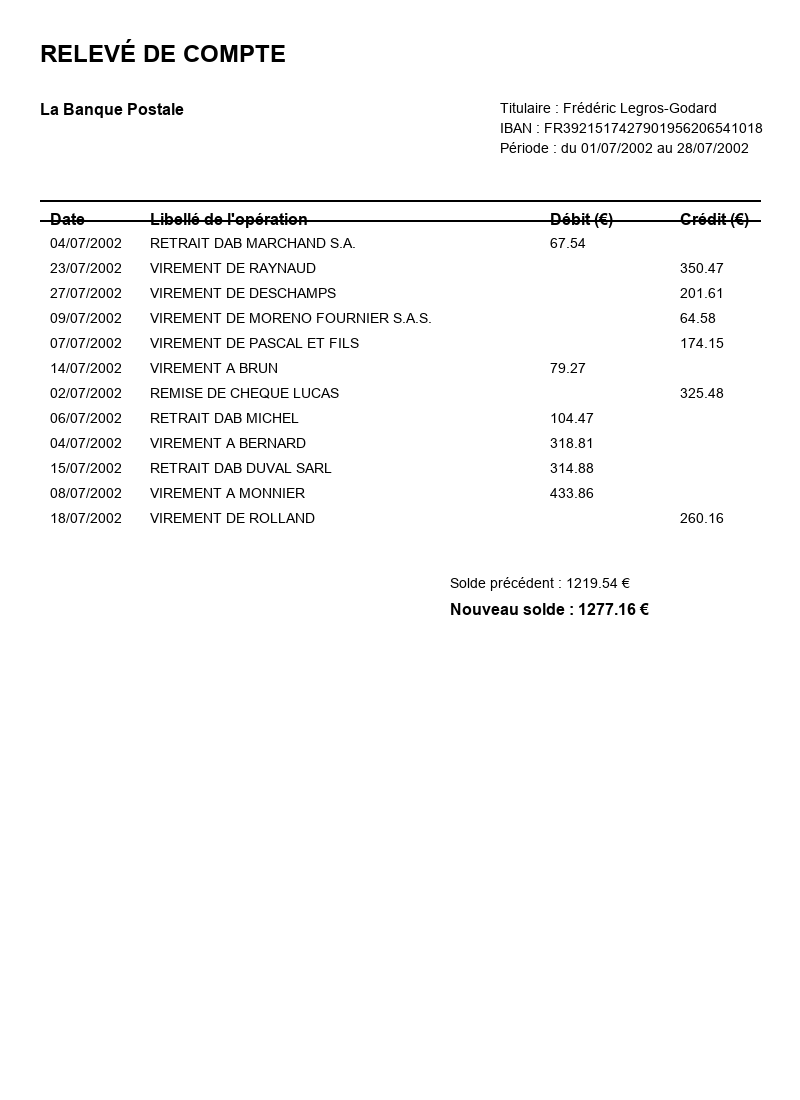 RELEVÉ DE COMPTE
La Banque Postale
Titulaire : Frédéric Legros-Godard
IBAN : FR3921517427901956206541018
Période : du 01/07/2002 au 28/07/2002
Date Libellé de l'opération Débit (€) Crédit (€)
04/07/2002 RETRAIT DAB MARCHAND S.A. 67.54
23/07/2002 VIREMENT DE RAYNAUD 350.47
27/07/2002 VIREMENT DE DESCHAMPS 201.61
09/07/2002 VIREMENT DE MORENO FOURNIER S.A.S. 64.58
07/07/2002 VIREMENT DE PASCAL ET FILS 174.15
14/07/2002 VIREMENT A BRUN 79.27
02/07/2002 REMISE DE CHEQUE LUCAS 325.48
06/07/2002 RETRAIT DAB MICHEL 104.47
04/07/2002 VIREMENT A BERNARD 318.81
15/07/2002 RETRAIT DAB DUVAL SARL 314.88
08/07/2002 VIREMENT A MONNIER 433.86
18/07/2002 VIREMENT DE ROLLAND 260.16
Solde précédent : 1219.54 €
Nouveau solde : 1277.16 €